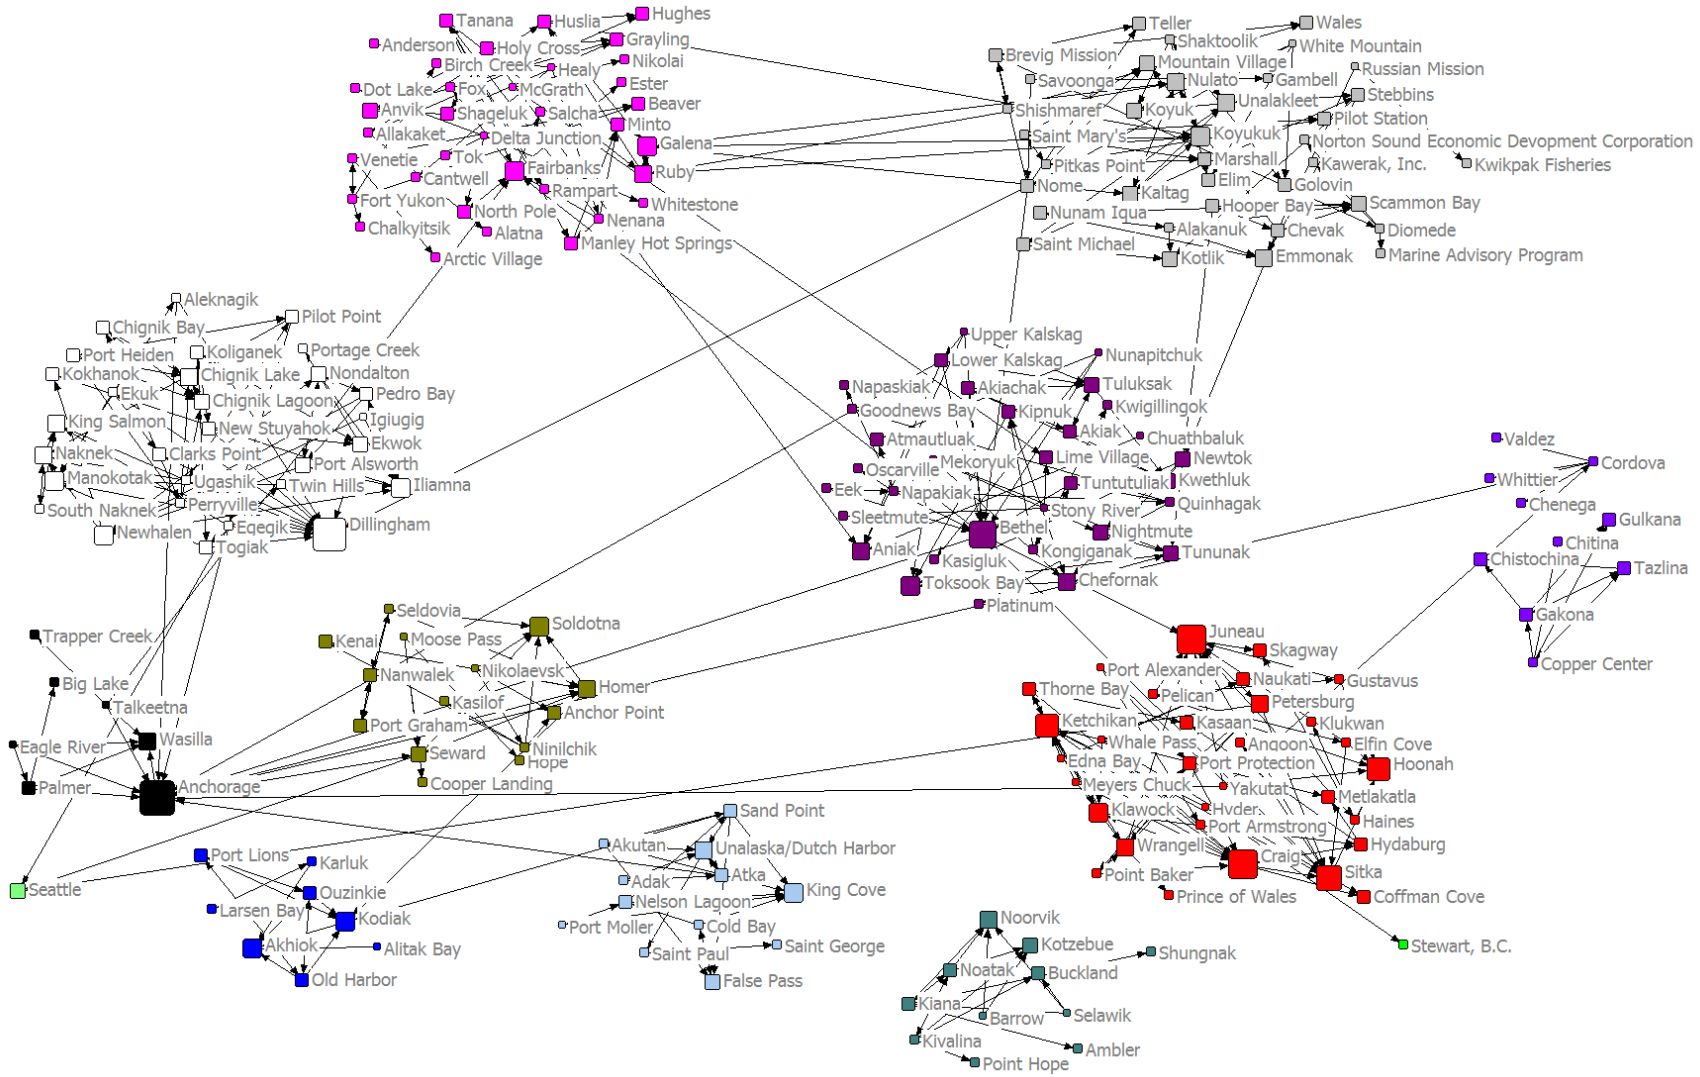 Tanana
Huslia
Hughes
Anderson
Holy Cross
Grayling
Birch Creek
Healy
Nikolai
Dot Lake
Fox
McGrath
Ester
Anvik
Shageluk
Salcha
Beaver
Minto
Allakaket
Delta Junction
Galena
Venetie
Tok
Fairbanks
Ruby
Cantwell
Rampart
Fort Yukon
North Pole
Whitestone
Nenana
Chalkyitsik
Alatna
Manley Hot Springs
Arctic Village
Teller
Wales
Shaktoolik
White Mountain
Brevig Mission
Mountain Village
Russian Mission
Savoonga
Nulato
Gambell
Stebbins
Shishmaref
Koyuk
Unalakleet
Pilot Station
Saint Mary's
Koyukuk
Norton Sound Economic Devopment Corporation
Pitkas Point
Marshall
Kawerak, Inc.
Kwikpak Fisheries
Nome
Kaltag
Elim
Golovin
Nunam Iqua
Hooper Bay
Scammon Bay
Alakanuk
Chevak
Diomede
Saint Michael
Kotlik
Emmonak
Marine Advisory Program
Aleknagik
Chignik Bay
Pilot Point
Port Heiden
Koliganek
Portage Creek
Kokhanok
Chignik Lake
Nondalton
Ekuk
Chignik Lagoon
Pedro Bay
King Salmon
New Stuyahok
Igiugig
Ekwok
Naknek
Clarks Point
Port Alsworth
Manokotak
Ugashik
Twin Hills
Iliamna
South Naknek
Perryville
Newhalen
Egegik
Dillingham
Togiak
Upper Kalskag
Lower Kalskag
Nunapitchuk
Napaskiak
Akiachak
Tuluksak
Goodnews Bay
Kipnuk
Kwigillingok
Atmautluak
Akiak
Chuathbaluk
Oscarville
Mekoryuk
Lime Village
Newtok
Eek
Napakiak
Tuntutuliak
Kwethluk
Stony River
Quinhagak
Sleetmute
Bethel
Nightmute
Aniak
Kasigluk
Kongiganak
Tununak
Toksook Bay
Chefornak
Platinum
Valdez
Cordova
Whittier
Chenega
Gulkana
Chitina
Chistochina
Tazlina
Gakona
Copper Center
Trapper Creek
Big Lake
Talkeetna
Eagle River
Wasilla
Palmer
Anchorage
Seattle
Seldovia
Soldotna
Kenai
Moose Pass
Nanwalek
Nikolaevsk
Homer
Kasilof
Port Graham
Anchor Point
Seward
Ninilchik
Hope
Cooper Landing
Juneau
Skagway
Port Alexander
Naukati
Gustavus
Thorne Bay
Pelican
Petersburg
Ketchikan
Kasaan
Klukwan
Whale Pass
Angoon
Elfin Cove
Edna Bay
Port Protection
Hoonah
Meyers Chuck
Yakutat
Metlakatla
Klawock
Hyder
Haines
Port Armstrong
Wrangell
Craig
Hydaburg
Point Baker
Sitka
Prince of Wales
Coffman Cove
Stewart, B.C.
Port Lions
Karluk
Ouzinkie
Larsen Bay
Kodiak
Akhiok
Alitak Bay
Old Harbor
Sand Point
Akutan
Unalaska/Dutch Harbor
Adak
Atka
King Cove
Nelson Lagoon
Port Moller
Cold Bay
Saint Paul
Saint George
False Pass
Noorvik
Kotzebue
Shungnak
Noatak
Buckland
Kiana
Barrow
Selawik
Kivalina
Ambler
Point Hope